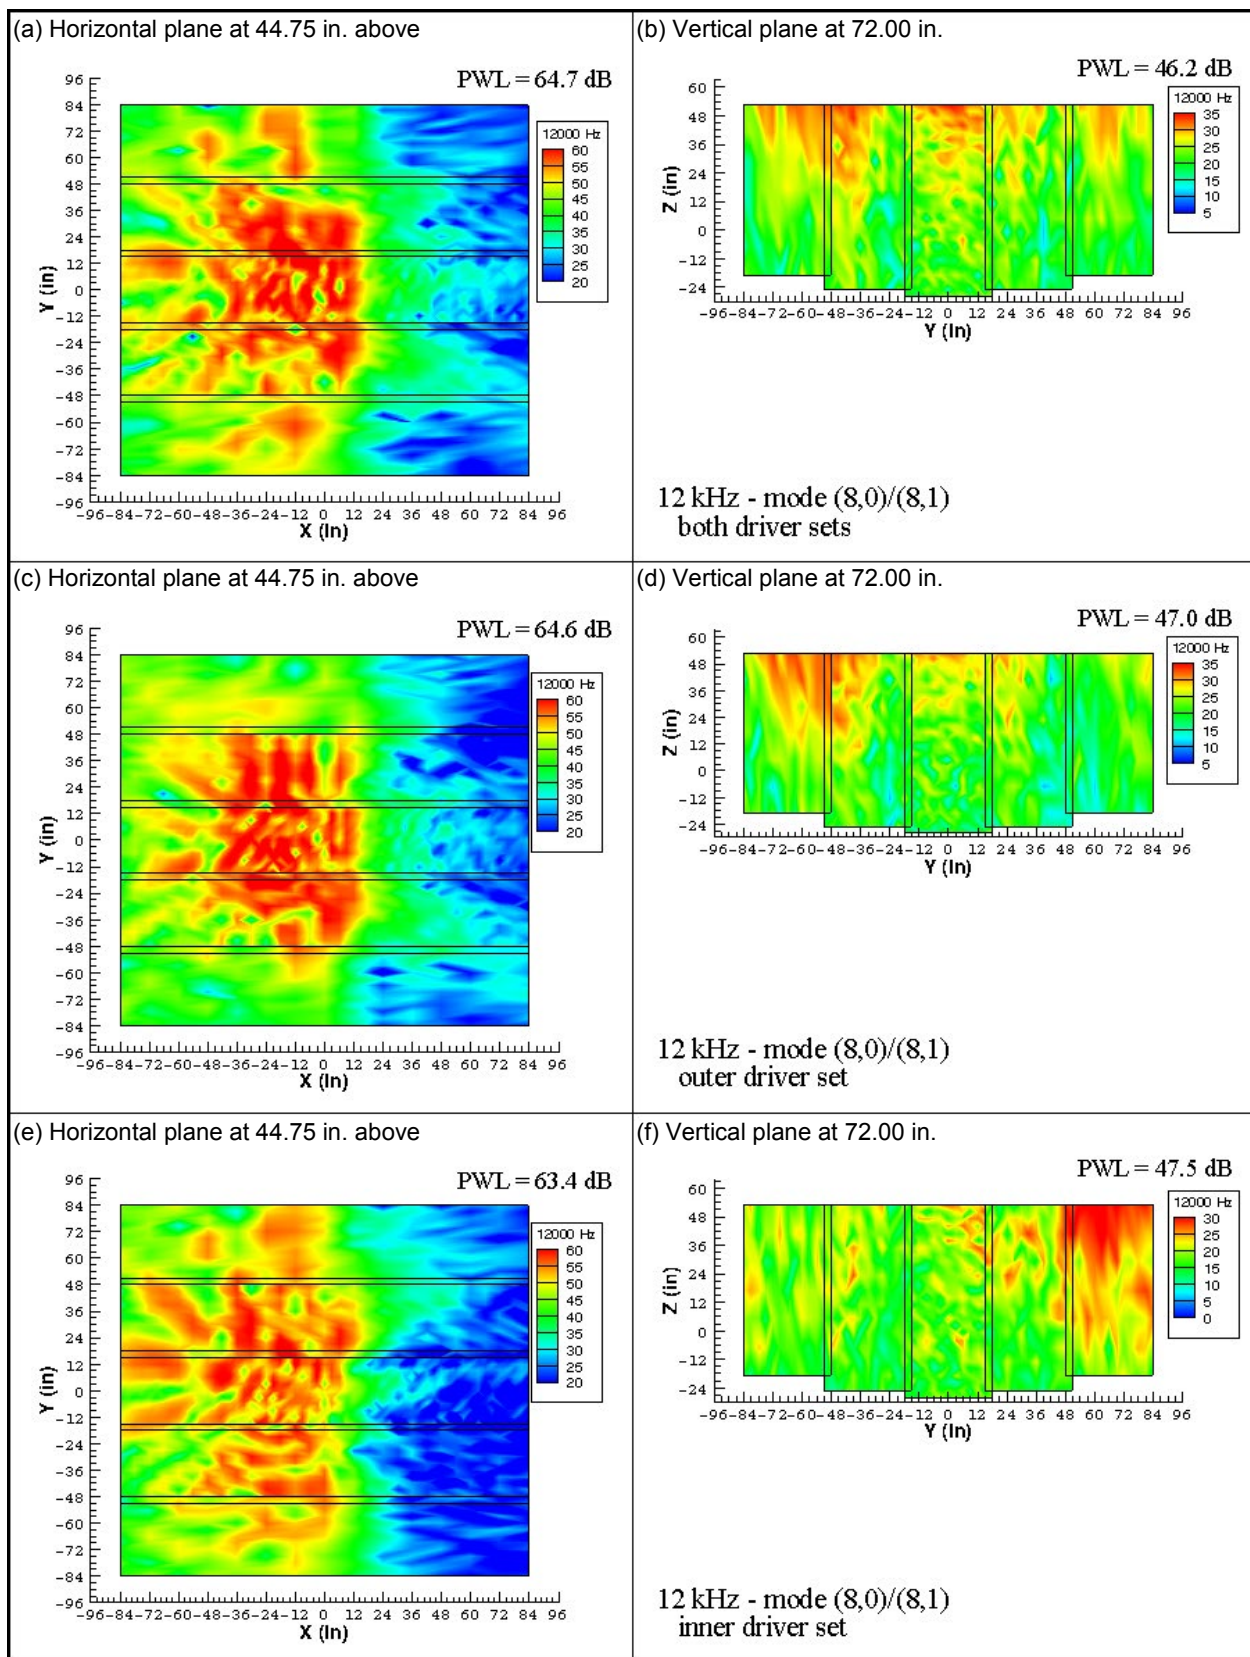 (a) Horizontal plane at 44.75 in. above
PWL = 64.7 dB
96
84
72
60
48
36
24
12
0
-12
-24
-36
-48
-60
-72
-84
-96
Y (in)
-96-84-72-60-48-36-24-12 0 12 24 36 48 60 72 84 96
X (in)
12000 Hz
60
55
50
45
40
35
30
25
20
(b) Vertical plane at 72.00 in.
PWL = 46.2 dB
60
48
36
24
12
0
-12
-24
Z (in)
-96-84-72-60-48-36-24-12 0 12 24 36 48 60 72 84 96
Y (in)
12000 Hz
35
30
25
20
15
10
5
12 kHz - mode (8,0)/(8,1)
both driver sets
(c) Horizontal plane at 44.75 in. above
PWL = 64.6 dB
96
84
72
60
48
36
24
12
0
-12
-24
-36
-48
-60
-72
-84
-96
Y (in)
-96-84-72-60-48-36-24-12 0 12 24 36 48 60 72 84 96
X (in)
12000 Hz
60
55
50
45
40
35
30
25
20
(d) Vertical plane at 72.00 in.
PWL = 47.0 dB
60
48
36
24
12
0
-12
-24
Z (in)
-96-84-72-60-48-36-24-12 0 12 24 36 48 60 72 84 96
Y (in)
12000 Hz
35
30
25
20
15
10
5
12 kHz - mode (8,0)/(8,1)
outer driver set
(e) Horizontal plane at 44.75 in. above
PWL = 63.4 dB
96
84
72
60
48
36
24
12
0
-12
-24
-36
-48
-60
-72
-84
-96
Y (in)
-96-84-72-60-48-36-24-12 0 12 24 36 48 60 72 84 96
X (in)
12000 Hz
60
55
50
45
40
35
30
25
20
(f) Vertical plane at 72.00 in.
PWL = 47.5 dB
60
48
36
24
12
0
-12
-24
Z (in)
-96-84-72-60-48-36-24-12 0 12 24 36 48 60 72 84 96
Y (in)
12000 Hz
30
25
20
15
10
5
0
12 kHz - mode (8,0)/(8,1)
inner driver set